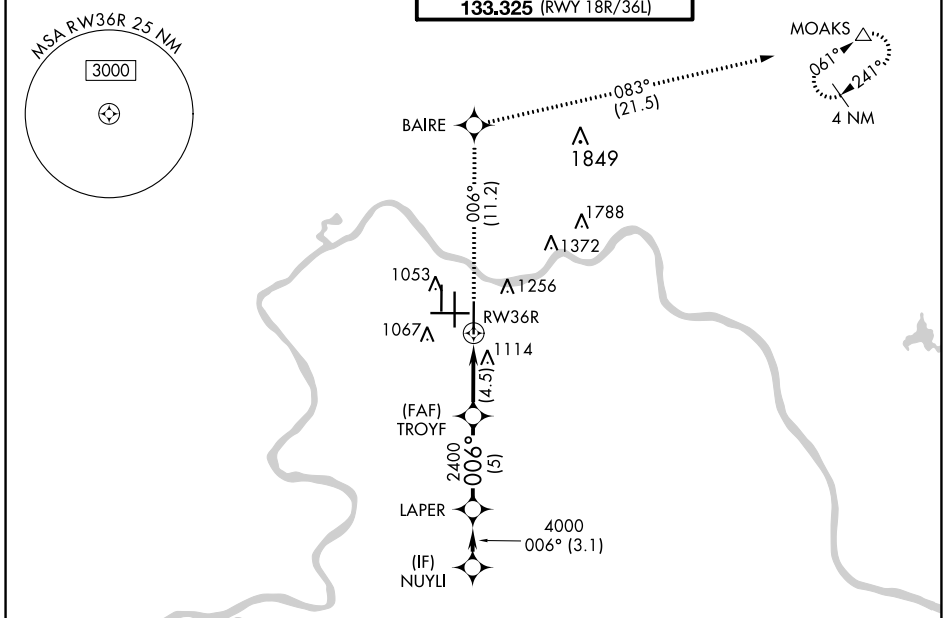 133.325 (RWY 18R/36L)
MSA RW36R 25 NM
3000
MOAKS
061°
241°
4 NM
083°
(21.5)
BAIRE
1849
006°
(11.2)
1788
1372
1053
1256
RW36R
1067
1114
(4.5)
(FAF)
TROYF
2400
006°
(5)
LAPER
4000
006° (3.1)
(IF)
NUYLI